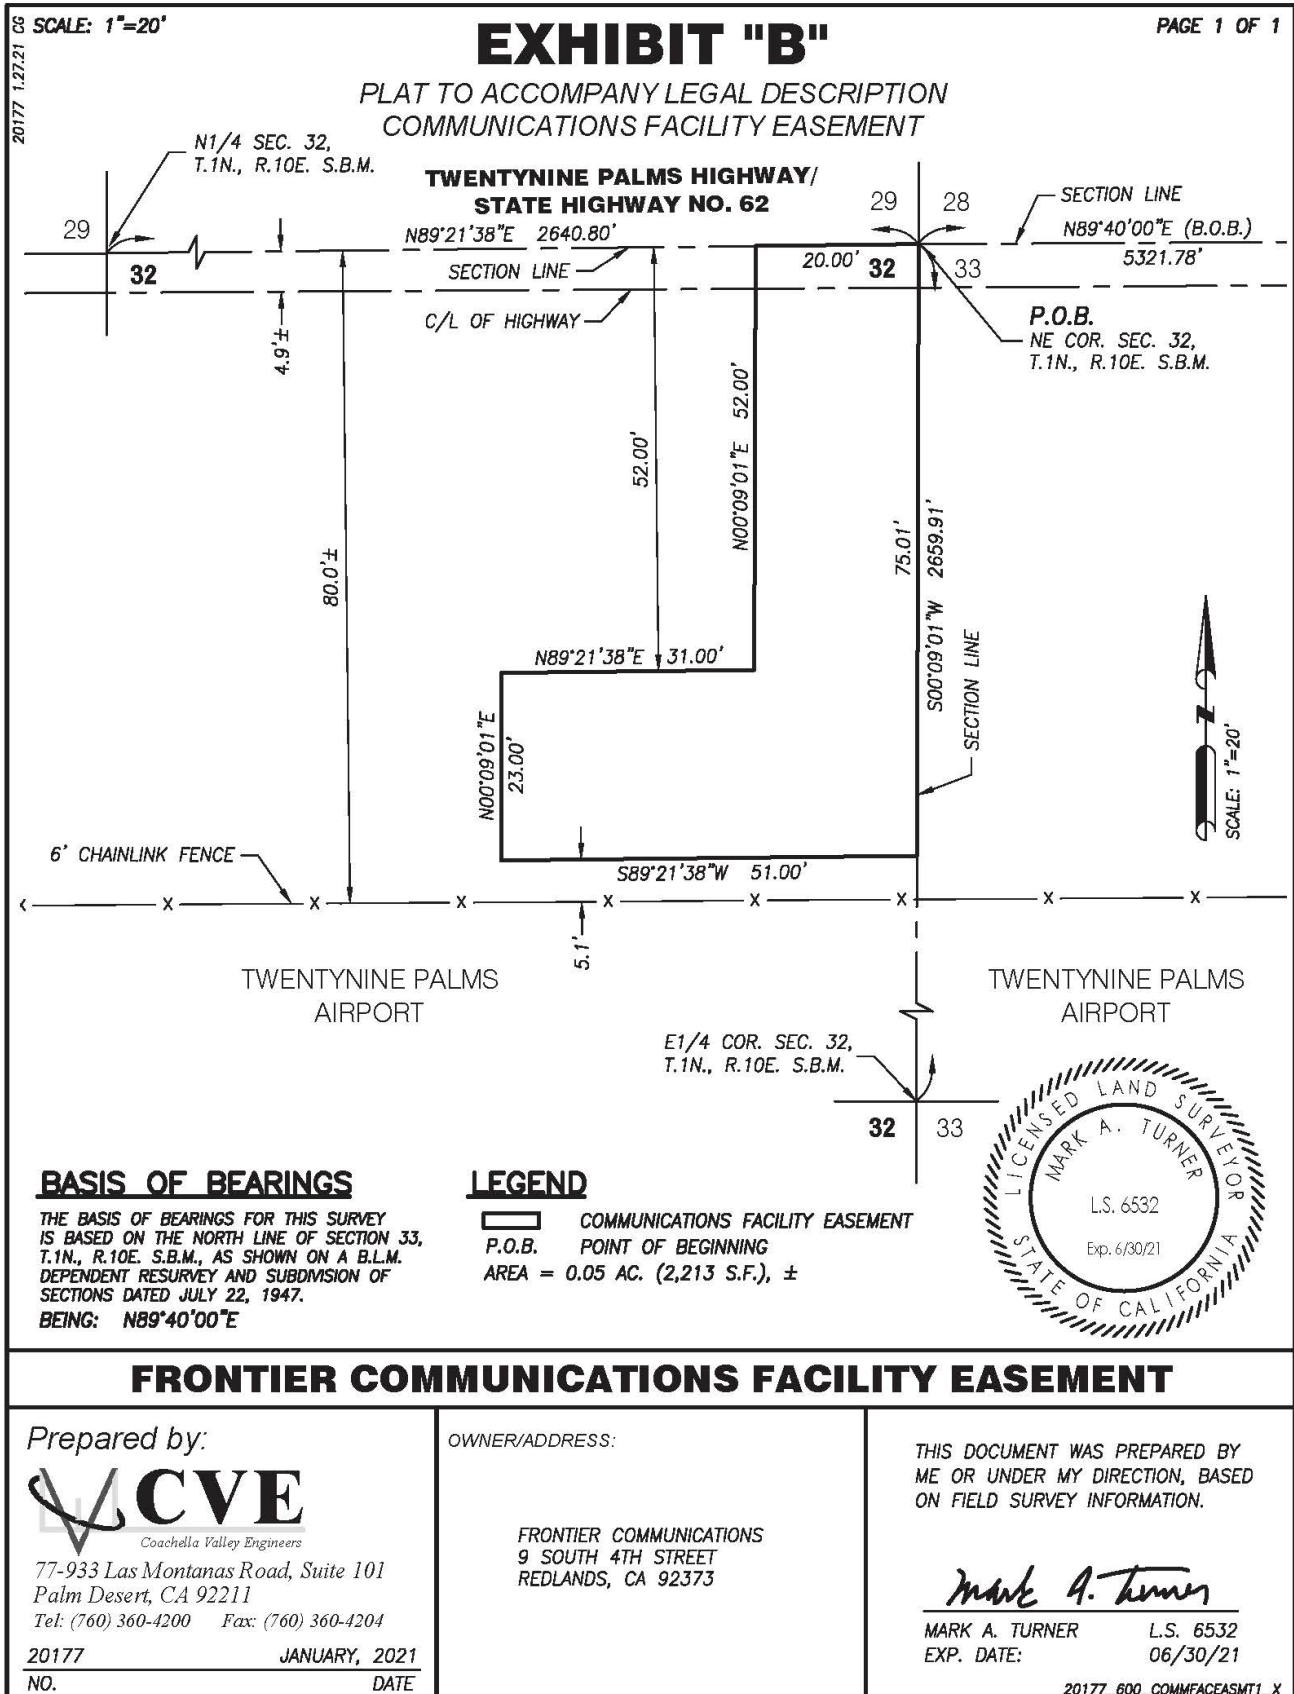 SCALE: 1"=20'
20177 1.27.21 CG
EXHIBIT "B"
PAGE 1 OF 1
PLAT TO ACCOMPANY LEGAL DESCRIPTION
COMMUNICATIONS FACILITY EASEMENT
N1/4 SEC. 32,
T.1N., R.10E. S.B.M.
TWENTYNINE PALMS HIGHWAY/
STATE HIGHWAY NO. 62
29
32
N89°21'38"E 2640.80'
SECTION LINE
C/L OF HIGHWAY
29 28
32 33
20.00'
SECTION LINE
N89°40'00"E (B.O.B.)
5321.78'
P.O.B.
NE COR. SEC. 32,
T.1N., R.10E. S.B.M.
4.9'±
80.0'±
52.00'
N00°09'01"E 52.00'
75.01'
S00°09'01"W 2659.91'
SECTION LINE
N89°21'38"E 31.00'
N00°09'01"E
23.00'
S89°21'38"W 51.00'
N
SCALE: 1"=20'
6' CHAINLINK FENCE
X X X X X X X X
5.1'
TWENTYNINE PALMS
AIRPORT
TWENTYNINE PALMS
AIRPORT
E1/4 COR. SEC. 32,
T.1N., R.10E. S.B.M.
32 33
LICENSED LAND SURVEYOR
MARK A. TURNER
L.S. 6532
Exp. 6/30/21
STATE OF CALIFORNIA
BASIS OF BEARINGS
THE BASIS OF BEARINGS FOR THIS SURVEY
IS BASED ON THE NORTH LINE OF SECTION 33,
T.1N., R.10E. S.B.M., AS SHOWN ON A B.L.M.
DEPENDENT RESURVEY AND SUBDIVISION OF
SECTIONS DATED JULY 22, 1947.
BEING: N89°40'00"E
LEGEND
COMMUNICATIONS FACILITY EASEMENT
P.O.B. POINT OF BEGINNING
AREA = 0.05 AC. (2,213 S.F.), ±
FRONTIER COMMUNICATIONS FACILITY EASEMENT
Prepared by:
CVE
Coachella Valley Engineers
77-933 Las Montanas Road, Suite 101
Palm Desert, CA 92211
Tel: (760) 360-4200 Fax: (760) 360-4204
20177 JANUARY, 2021
NO. DATE
OWNER/ADDRESS:
FRONTIER COMMUNICATIONS
9 SOUTH 4TH STREET
REDLANDS, CA 92373
THIS DOCUMENT WAS PREPARED BY
ME OR UNDER MY DIRECTION, BASED
ON FIELD SURVEY INFORMATION.
Mark A. Turner
MARK A. TURNER L.S. 6532
EXP. DATE: 06/30/21
20177_600_COMMFACEASMT1_X